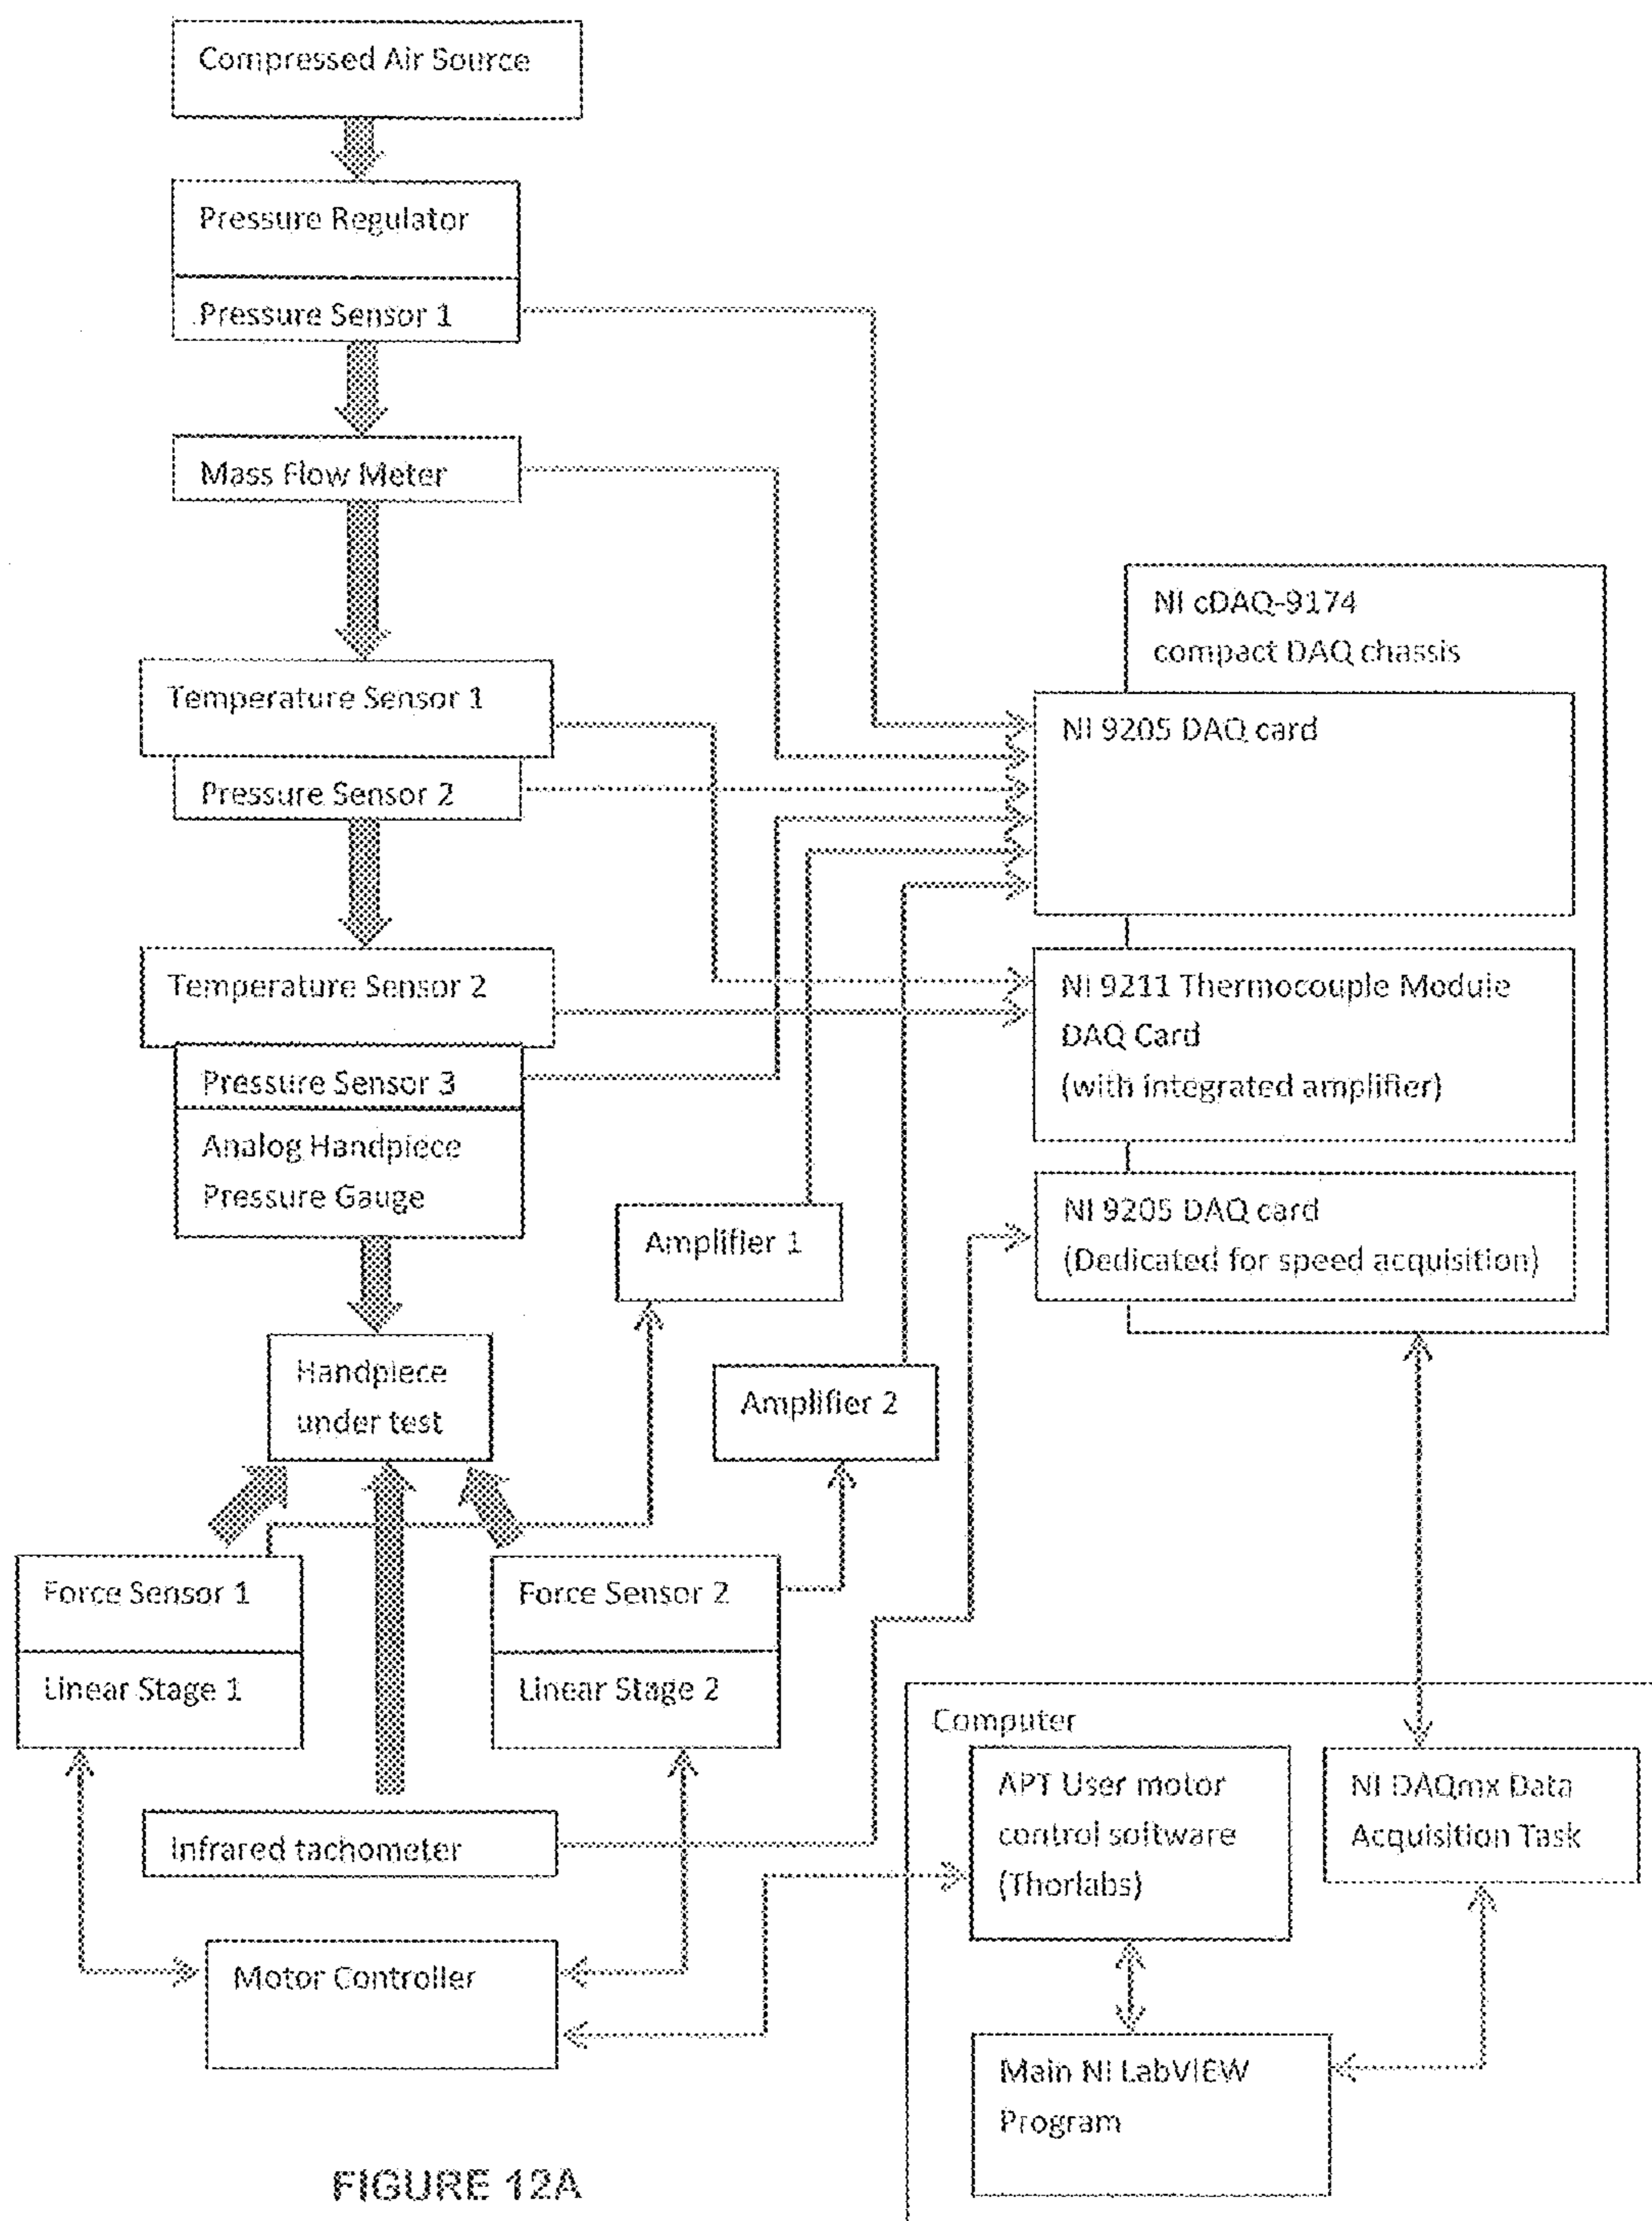 Compressed Air Source
Pressure Regulator
Pressure Sensor 1
Mass Flow Meter
Temperature Sensor 1
Pressure Sensor 2
Temperature Sensor 2
Pressure Sensor 3
Analog Handpiece
Pressure Gauge
Handpiece
under test
Amplifier 1
Amplifier 2
Force Sensor 1
Linear Stage 1
Force Sensor 2
Linear Stage 2
Infrared tachometer
Motor Controller
NI cDAQ-9174
compact DAQ chassis
NI 9205 DAQ card
NI 9211 Thermocouple Module
DAQ Card
(with integrated amplifier)
NI 9205 DAQ card
(Dedicated for speed acquisition)
Computer
APT User motor
control software
(Thorlabs)
NI DAQmx Data
Acquisition Task
Main NI LabVIEW
Program
FIGURE 12A